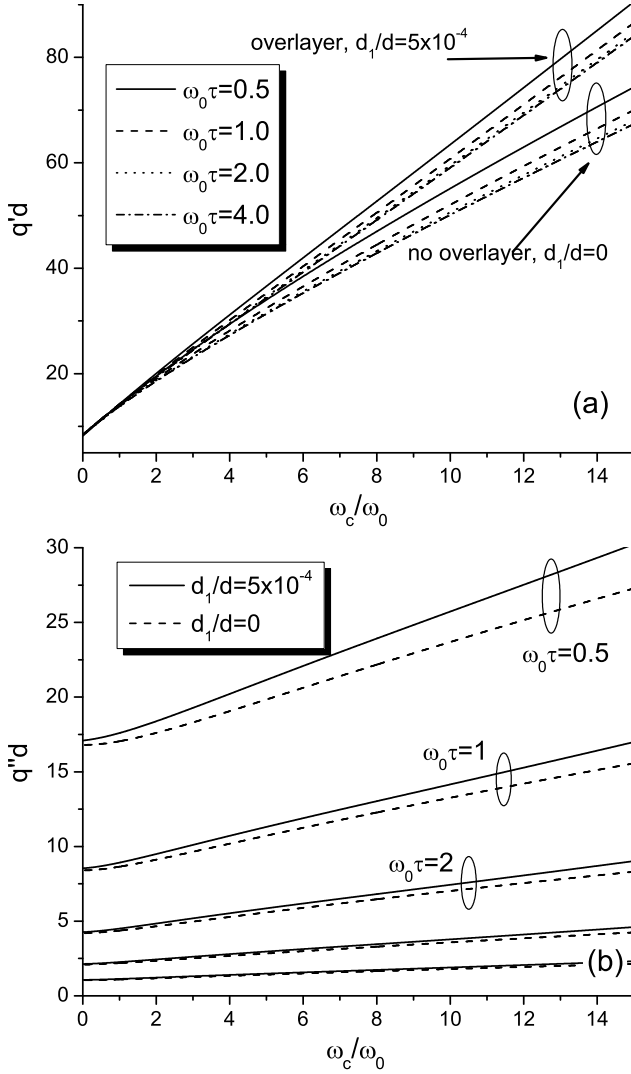 90
80
60
40
20
q'd
overlayer, d₁/d=5x10⁻⁴
ω₀τ=0.5
ω₀τ=1.0
ω₀τ=2.0
ω₀τ=4.0
no overlayer, d₁/d=0
(a)
0 2 4 6 8 10 12 14
ω_c/ω₀
30
25
20
15
10
5
0
q''d
d₁/d=5x10⁻⁴
d₁/d=0
ω₀τ=0.5
ω₀τ=1
ω₀τ=2
(b)
0 2 4 6 8 10 12 14
ω_c/ω₀